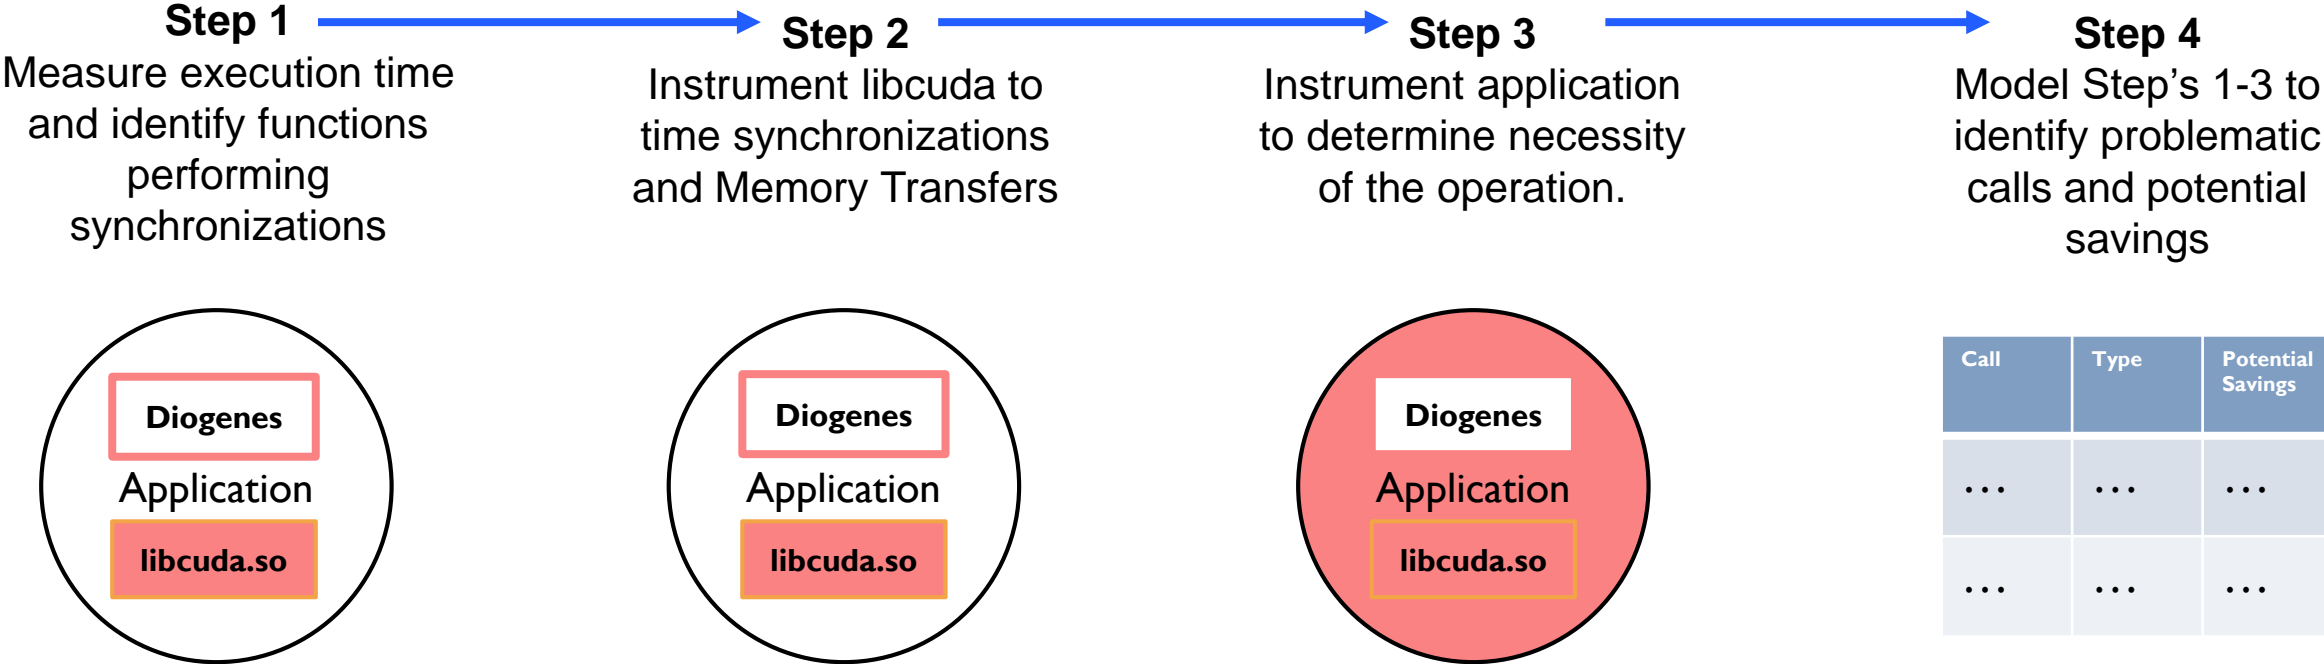 Step 1
Measure execution time
and identify functions
performing
synchronizations
Step 2
Instrument libcuda to
time synchronizations
and Memory Transfers
Step 3
Instrument application
to determine necessity
of the operation.
Step 4
Model Step’s 1-3 to
identify problematic
calls and potential
savings
Diogenes
Application
libcuda.so
Diogenes
Application
libcuda.so
Diogenes
Application
libcuda.so
Call Type Potential
Savings
... ... ...
... ... ...